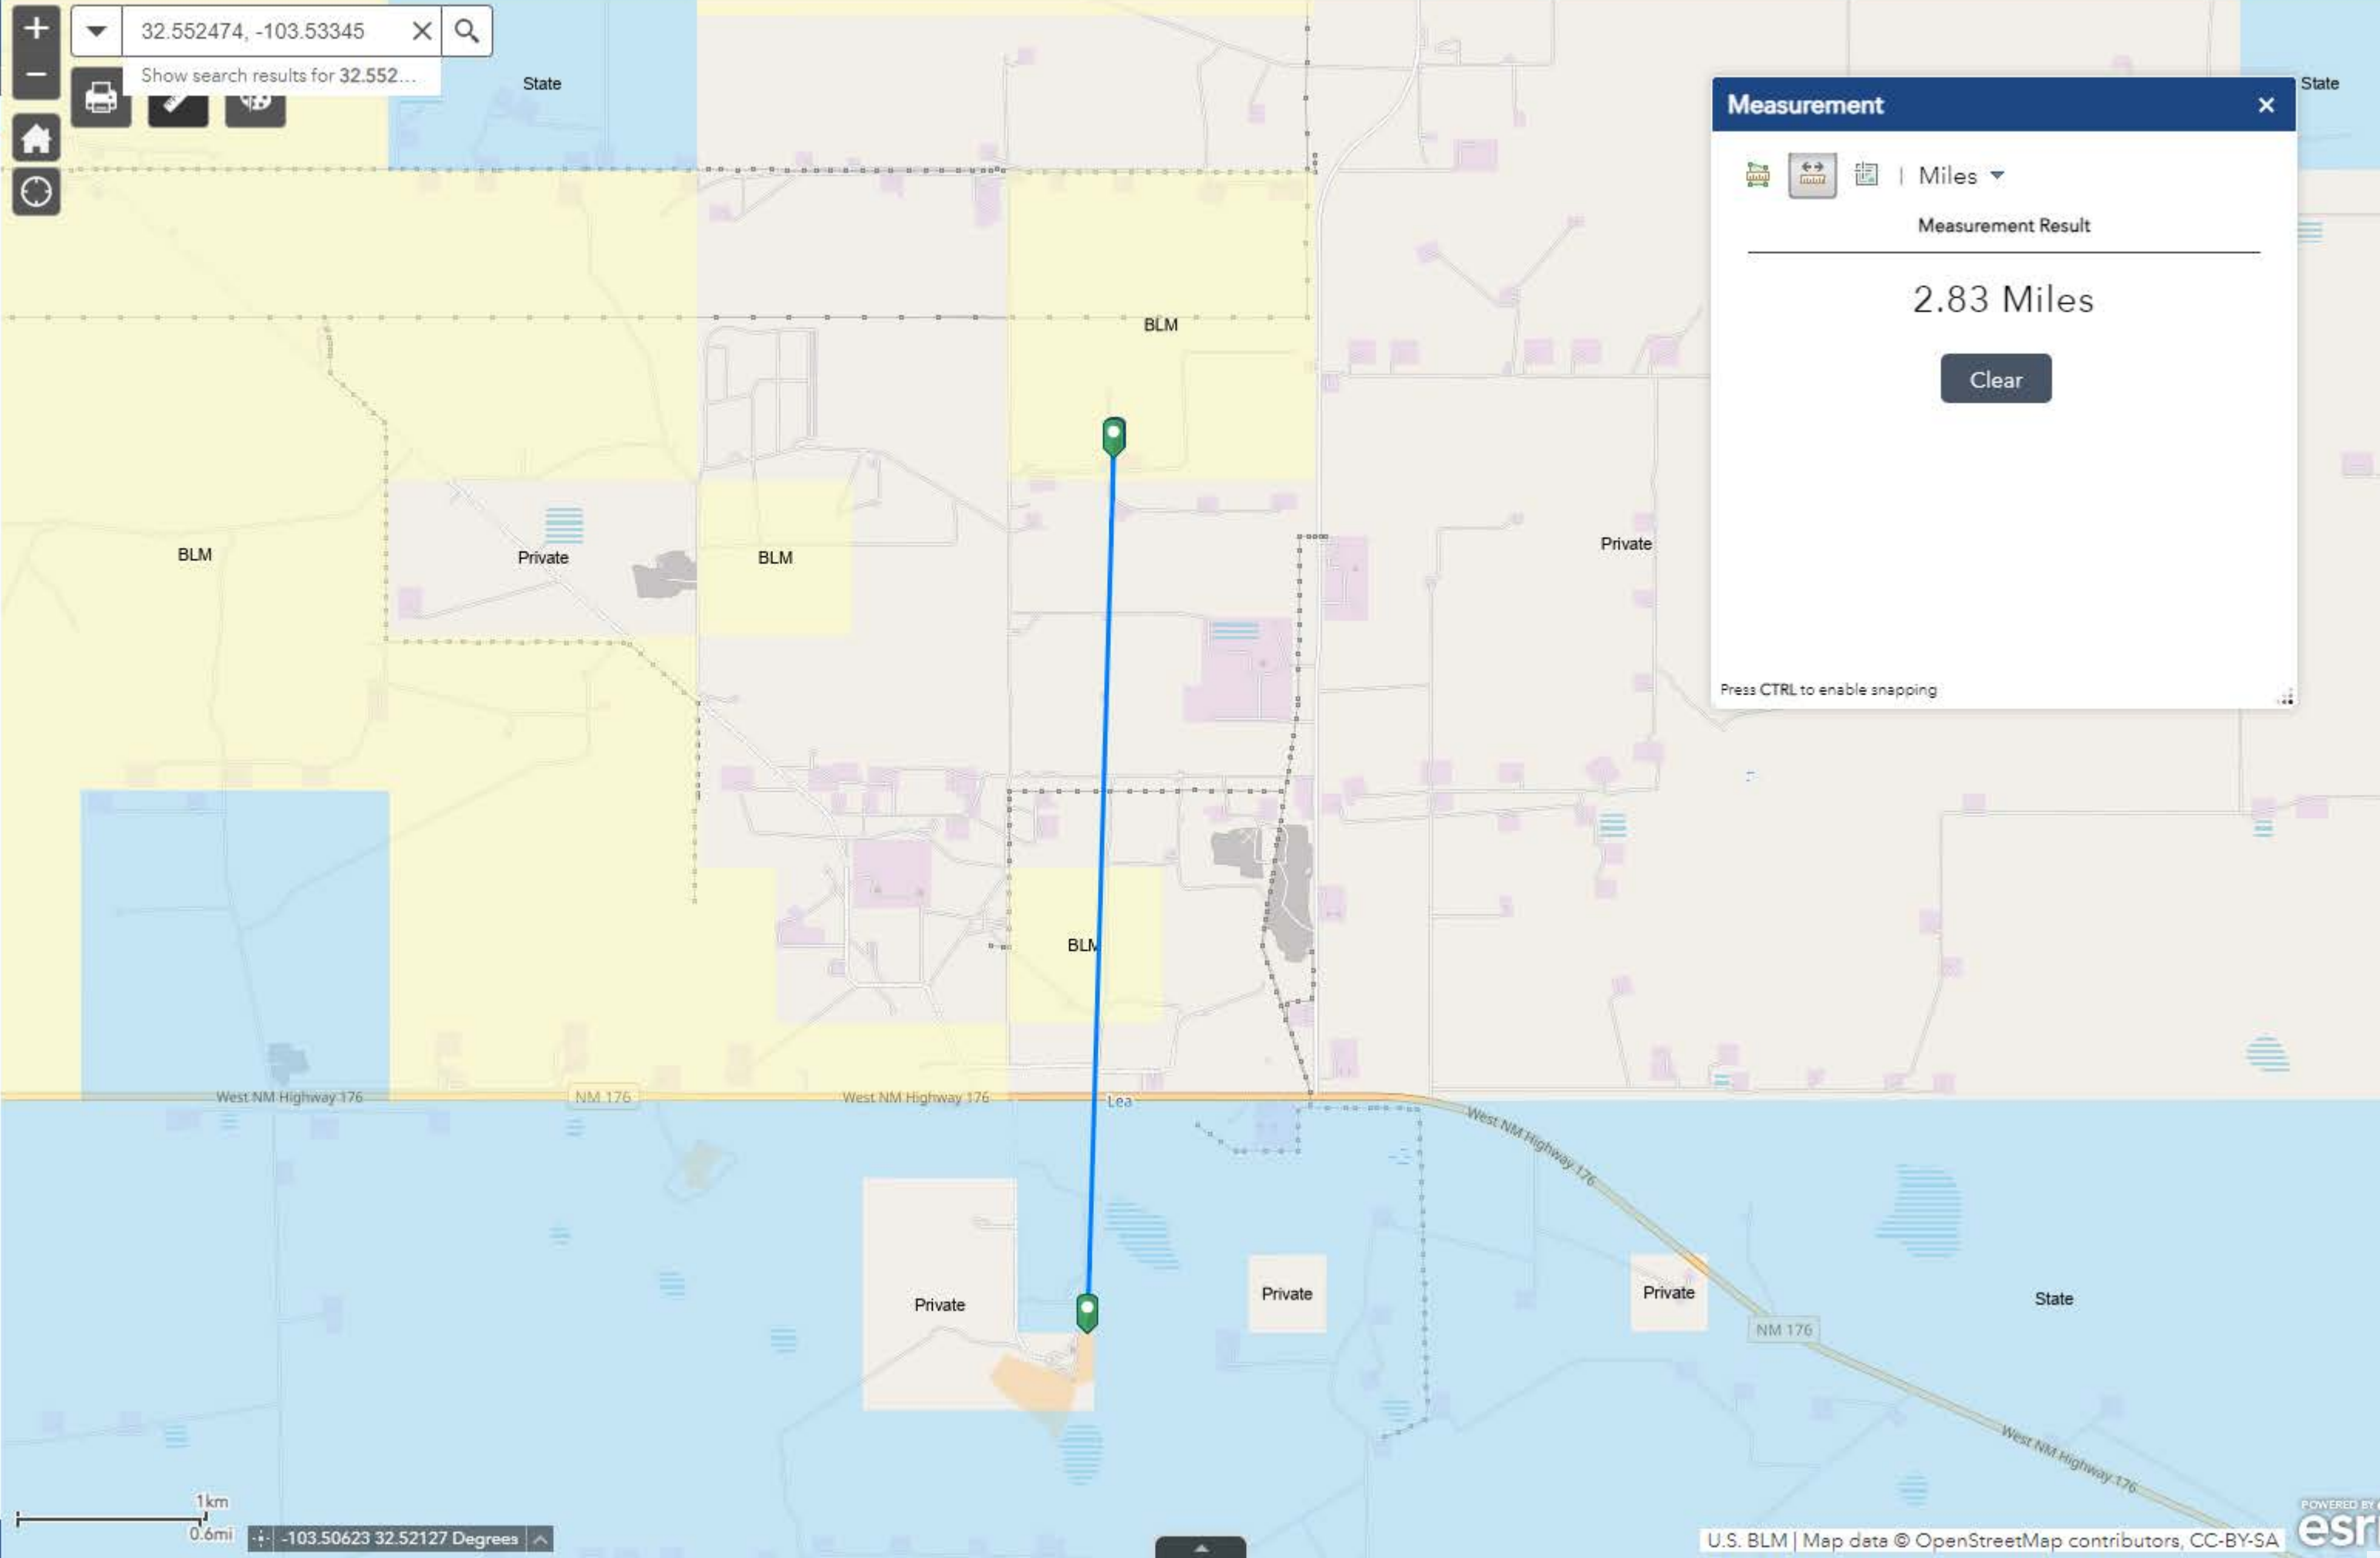 +
32.552474, -103.53345
−
Show search results for 32.552...
State
State
Measurement
×
| Miles
Measurement Result
2.83 Miles
Clear
Press CTRL to enable snapping
BLM
BLM
Private
BLM
Private
BLM
West NM Highway 176
NM 176
West NM Highway 176
Lea
West NM Highway 176
Private
Private
Private
State
NM 176
West NM Highway 176
1km
0.6mi
-103.50623 32.52127 Degrees
POWERED BY
esri
U.S. BLM | Map data © OpenStreetMap contributors, CC-BY-SA